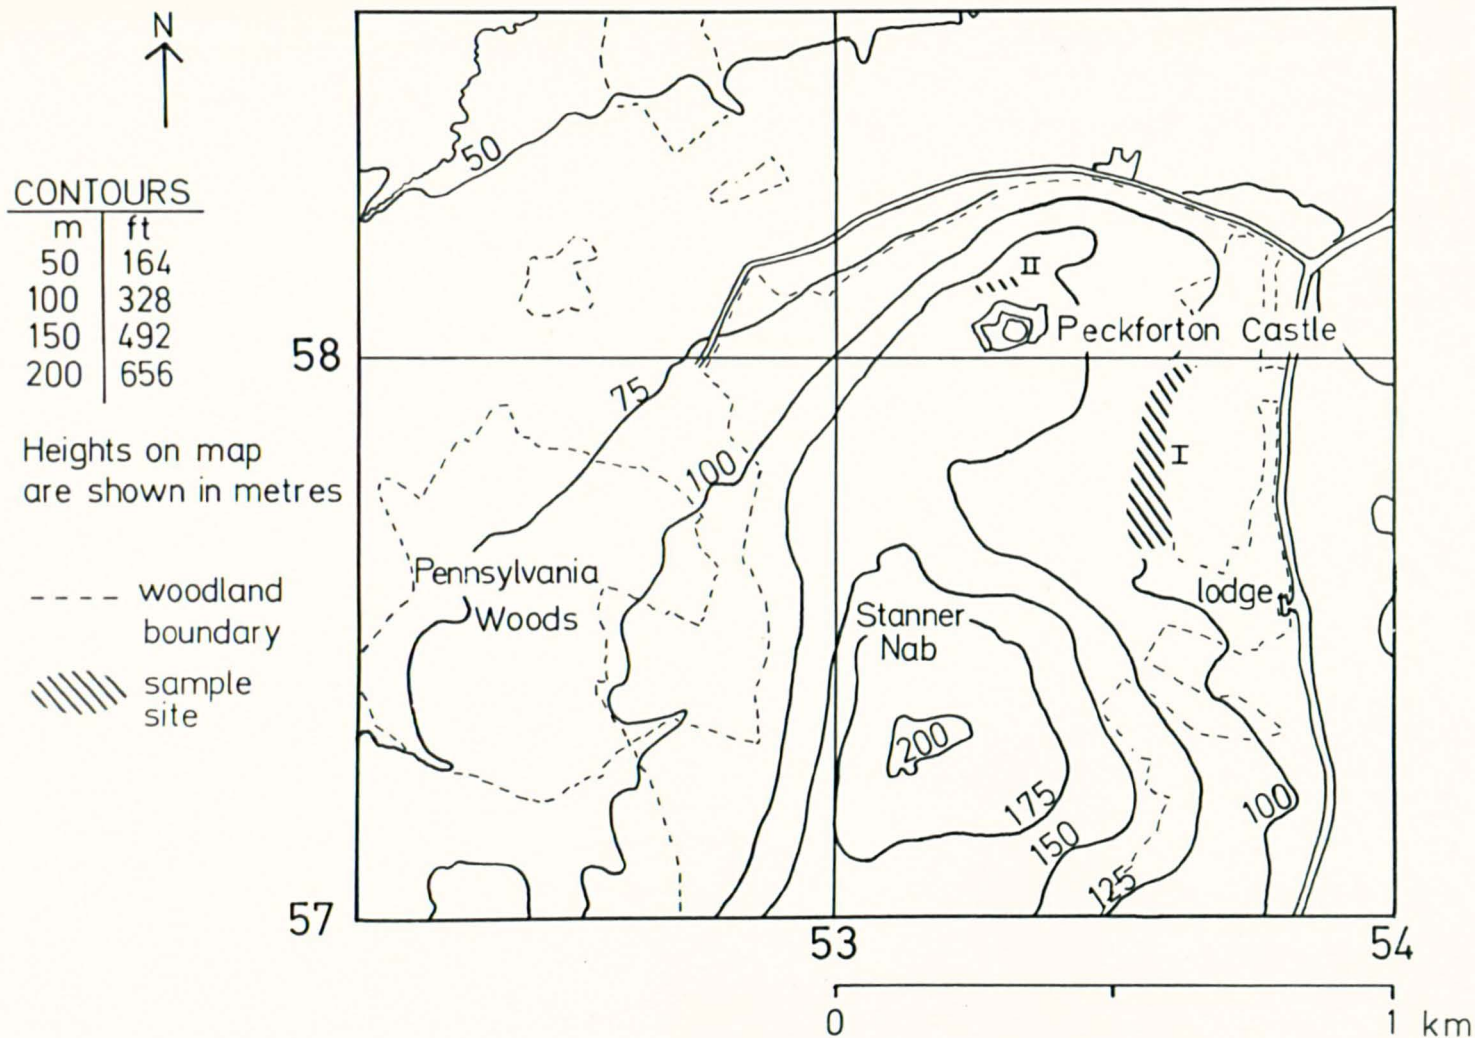 N
CONTOURS
m ft
50 164
100 328
150 492
200 656
Heights on map
are shown in metres
woodland
boundary
sample
site
50
II
Peckforton Castle
58
75
100
I
Pennsylvania
Woods
lodge
Stanner
Nab
200
175
150
125
100
57
53
54
0
1 km